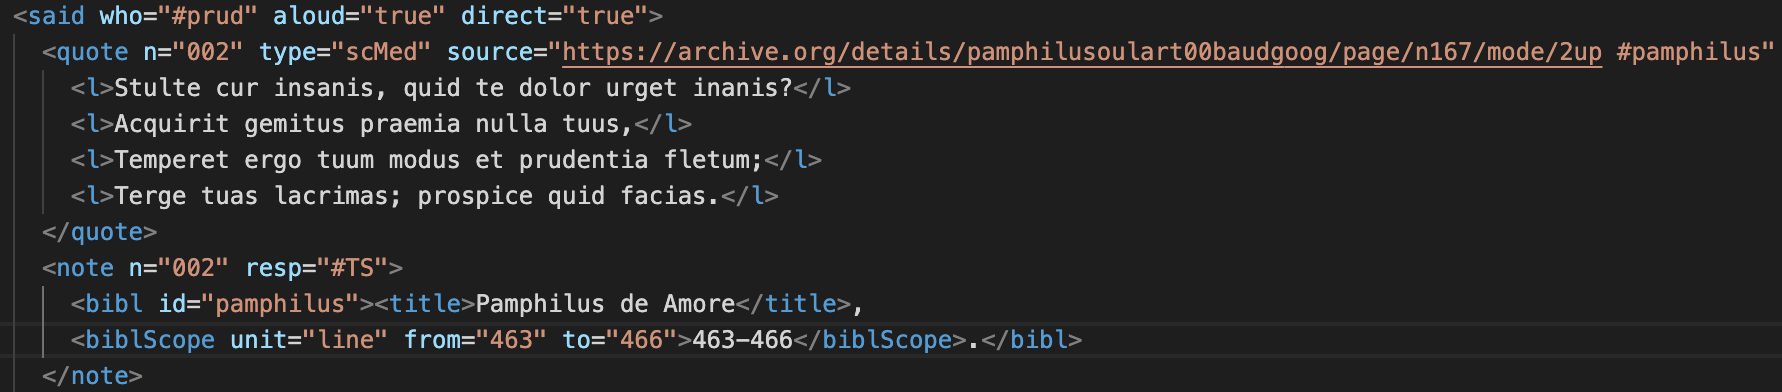 <said who="#prud" aloud="true" direct="true">
<quote n="002" type="scMed" source="https://archive.org/details/pamphilusoulart00baudgoog/page/n167/mode/2up #pamphilus"
<l>Stulte cur insanis, quid te dolor urget inanis?</l>
<l>Acquirit gemitus praemia nulla tuus,</l>
<l>Temperet ergo tuum modus et prudentia fletum;</l>
<l>Terge tuas lacrimas; prospice quid facias.</l>
</quote>
<note n="002" resp="#TS">
<bibl id="pamphilus"><title>Pamphilus de Amore</title>,
<biblScope unit="line" from="463" to="466">463-466</biblScope>.</bibl>
</note>